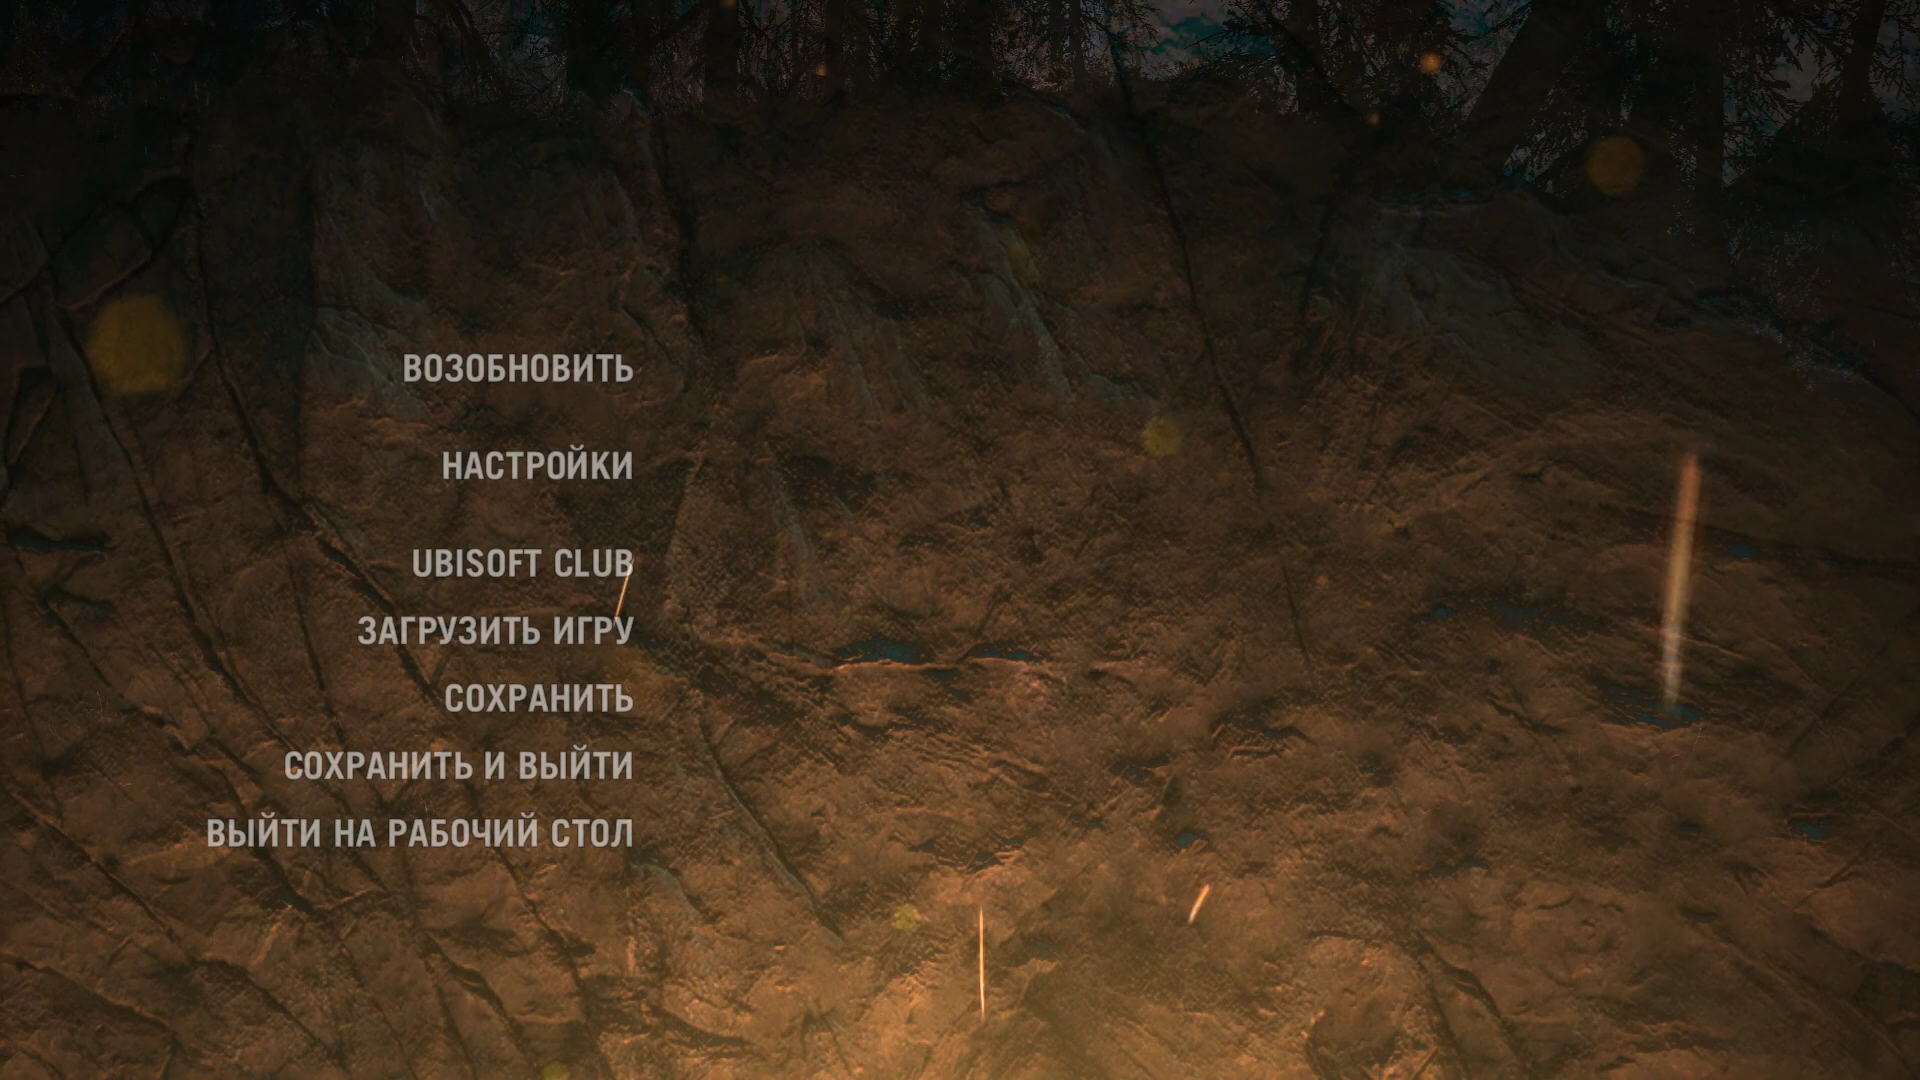 ВОЗОБНОВИТЬ
НАСТРОЙКИ
UBISOFT CLUB
ЗАГРУЗИТЬ ИГРУ
СОХРАНИТЬ
СОХРАНИТЬ И ВЫЙТИ
ВЫЙТИ НА РАБОЧИЙ СТОЛ